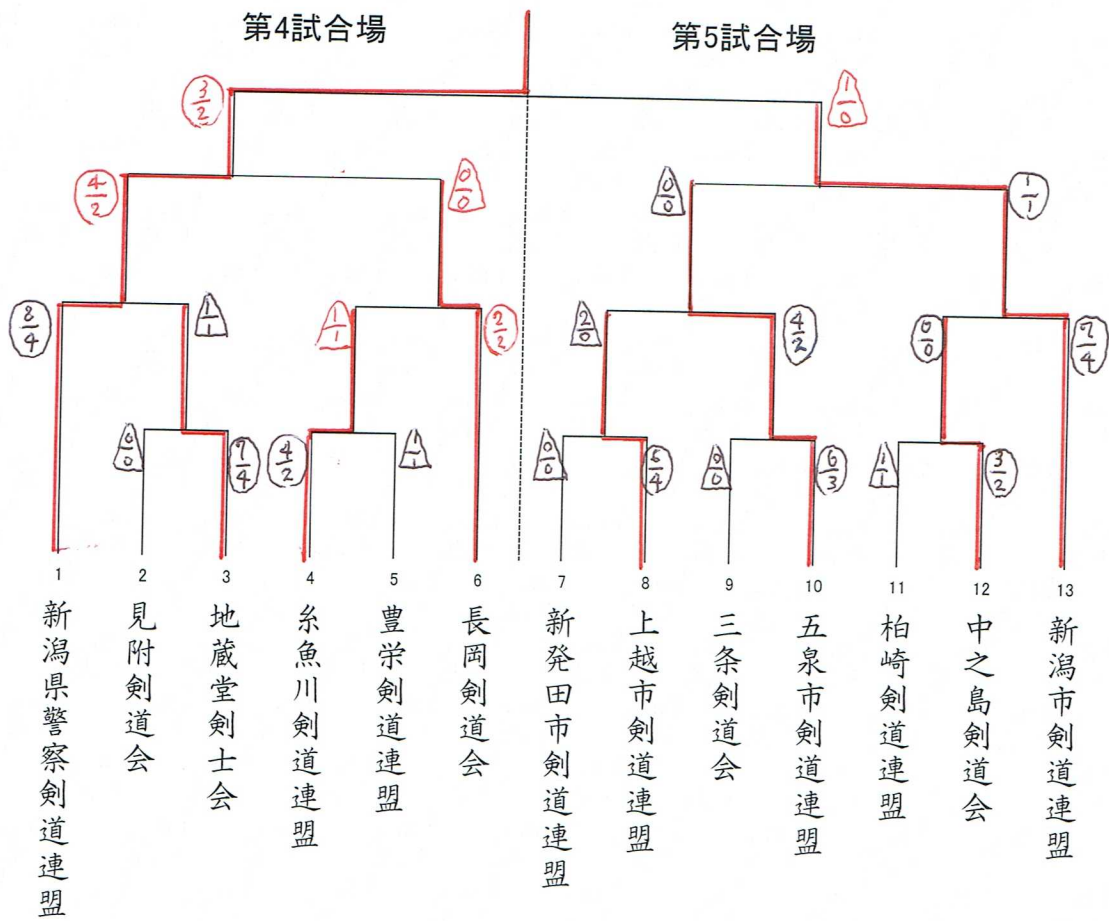 第4試合場
第5試合場
3/2
1/0
4/2
0/0
0/0
1/1
8/4
1/1
1/1
2/2
2/0
4/2
0/0
7/4
0/0
7/4
4/2
1/1
0/0
0/0
6/3
1/1
3/2
1
2
3
4
5
6
7
8
9
10
11
12
13
新潟県警察剣道連盟
見附剣道会
地蔵堂剣士会
糸魚川剣道連盟
豊栄剣道連盟
長岡剣道会
新発田市剣道連盟
上越市剣道連盟
三条剣道会
五泉市剣道連盟
柏崎剣道連盟
中之島剣道会
新潟市剣道連盟